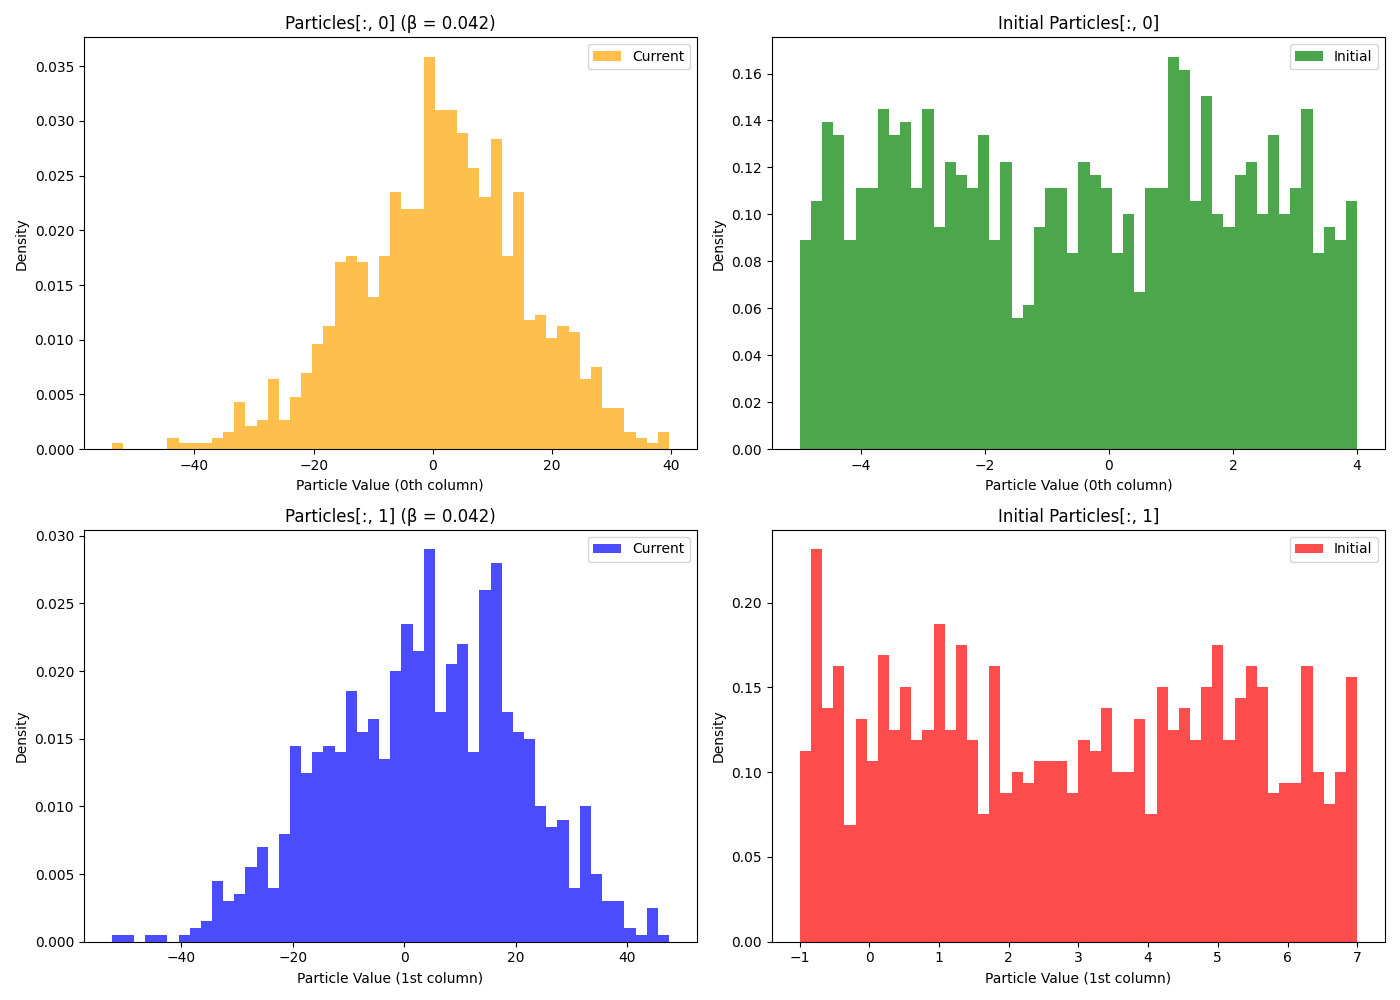 Particles[:, 0] (β = 0.042)
Current
Density
0.035
0.030
0.025
0.020
0.015
0.010
0.005
0.000
−40 −20 0 20 40
Particle Value (0th column)
Initial Particles[:, 0]
Initial
Density
0.16
0.14
0.12
0.10
0.08
0.06
0.04
0.02
0.00
−4 −2 0 2 4
Particle Value (0th column)
Particles[:, 1] (β = 0.042)
Current
Density
0.030
0.025
0.020
0.015
0.010
0.005
0.000
−40 −20 0 20 40
Particle Value (1st column)
Initial Particles[:, 1]
Initial
Density
0.20
0.15
0.10
0.05
0.00
−1 0 1 2 3 4 5 6 7
Particle Value (1st column)